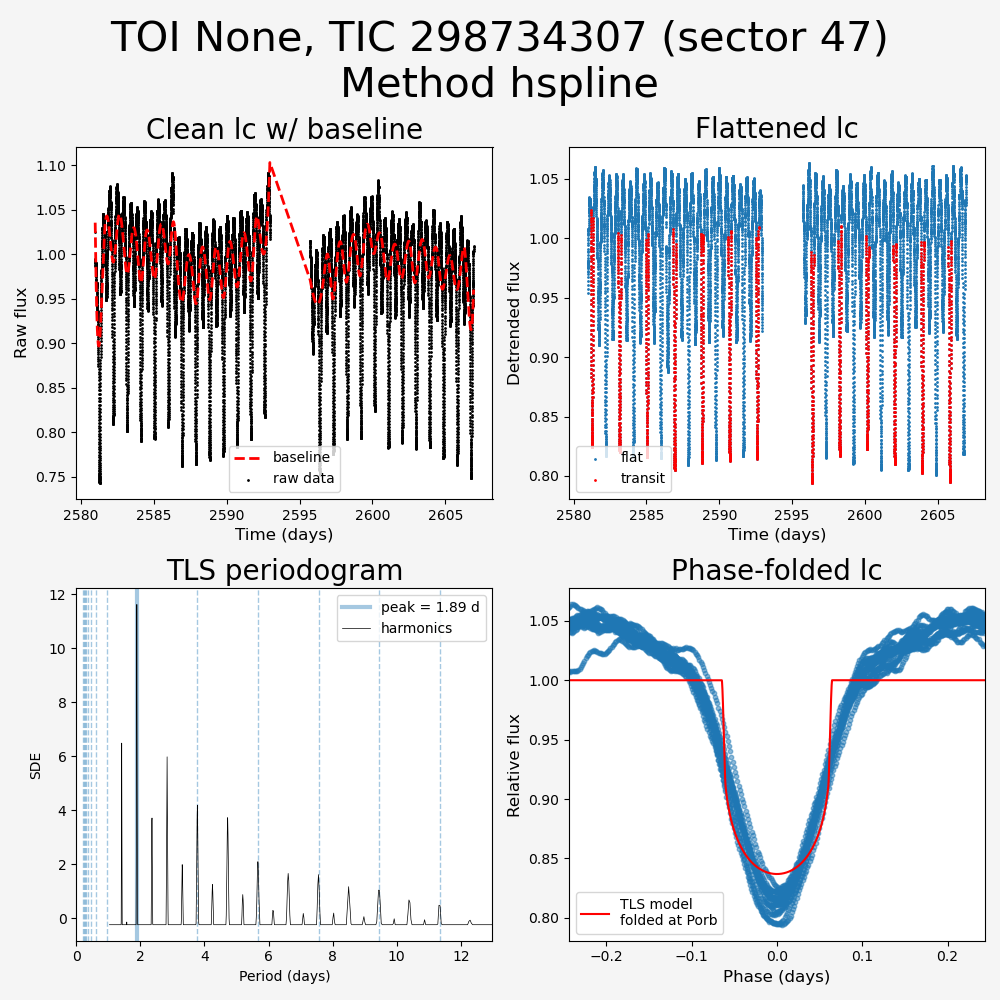 TOI None, TIC 298734307 (sector 47)
Method hspline
Clean lc w/ baseline
Raw flux
1.10
1.05
1.00
0.95
0.90
0.85
0.80
0.75
baseline
raw data
2580 2585 2590 2595 2600 2605
Time (days)
Flattened lc
Detrended flux
1.05
1.00
0.95
0.90
0.85
0.80
flat
transit
2580 2585 2590 2595 2600 2605
Time (days)
TLS periodogram
SDE
12
10
8
6
4
2
0
peak = 1.89 d
harmonics
0 2 4 6 8 10 12
Period (days)
Phase-folded lc
Relative flux
1.05
1.00
0.95
0.90
0.85
0.80
TLS model
folded at Porb
−0.2 −0.1 0.0 0.1 0.2
Phase (days)